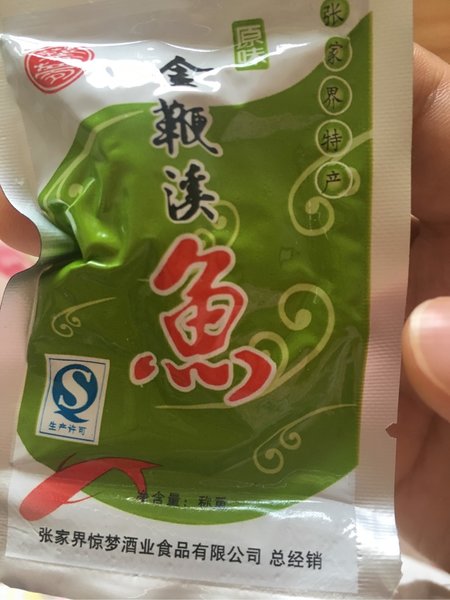 原味
张家界特产
金鞭溪
魚
生产许可
净含量：称重
张家界惊梦酒业食品有限公司 总经销